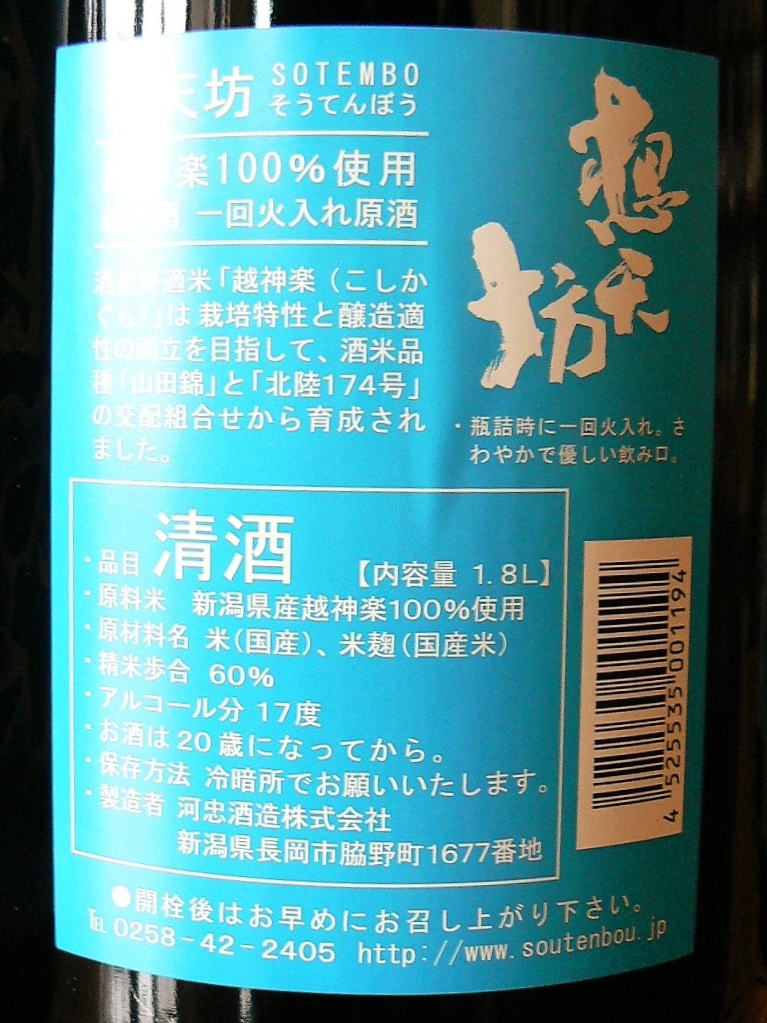 天坊 SOTEMBO
そうてんぼう
楽100%使用
酒 一回火入れ原酒
酒造好適米「越神楽（こしか
ぐら）」は栽培特性と醸造適
性の両立を目指して、酒米品
種「山田錦」と「北陸174号」
の交配組合せから育成され
ました。
想天坊
・瓶詰時に一回火入れ。さ
わやかで優しい飲み口。
・品目 清酒 【内容量 1.8L】
・原料米 新潟県産越神楽100%使用
・原材料名 米（国産）、米麹（国産米）
・精米歩合 60%
・アルコール分 17度
・お酒は20歳になってから。
・保存方法 冷暗所でお願いいたします。
・製造者 河忠酒造株式会社
新潟県長岡市脇野町1677番地
4 525535 001194
●開栓後はお早めにお召し上がり下さい。
TEL 0258-42-2405 http://www.soutenbou.jp